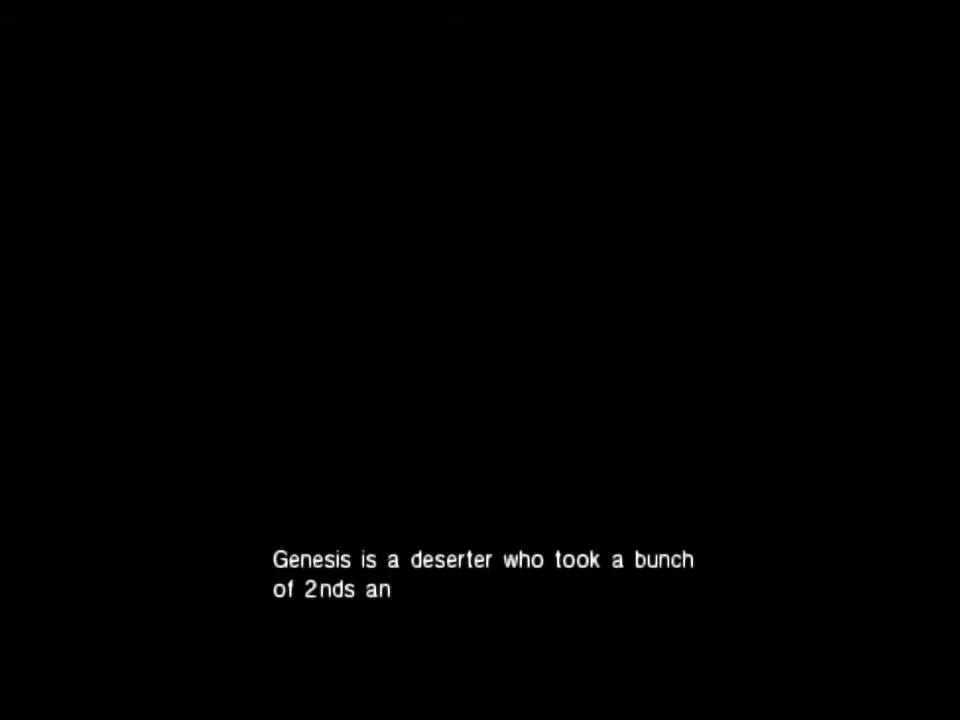 Genesis is a deserter who took a bunch
of 2nds an